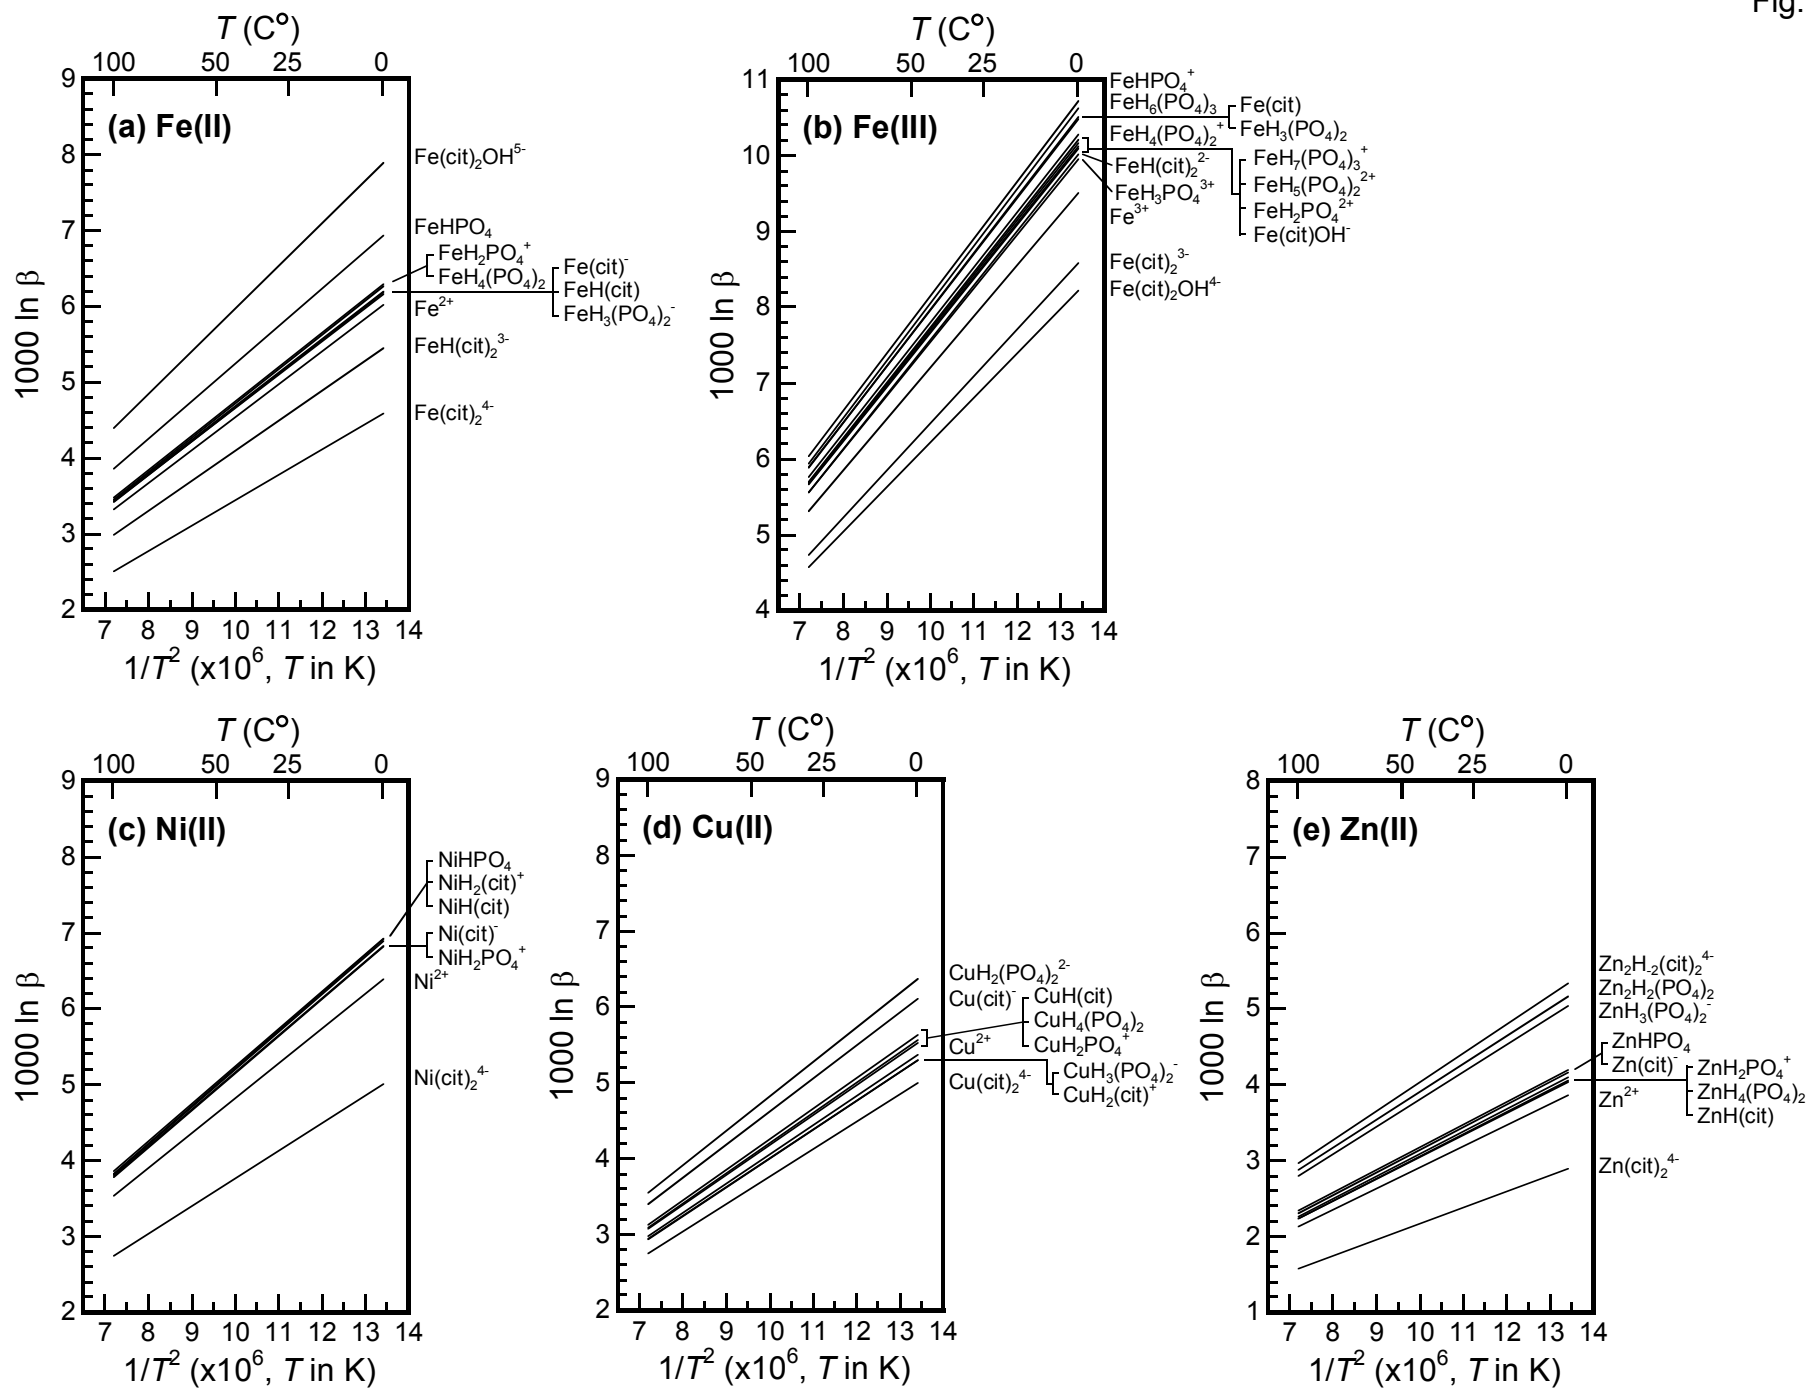 Fig.
T (C°)
100 50 25 0
(a) Fe(II)
9
8
7
6
5
4
3
2
1000 ln β
Fe(cit)₂OH⁵⁻
FeHPO₄
FeH₂PO₄⁺
FeH₄(PO₄)₂
Fe(cit)⁻
FeH(cit)
FeH₃(PO₄)₂⁻
Fe²⁺
FeH(cit)₂³⁻
Fe(cit)₂⁴⁻
7 8 9 10 11 12 13 14
1/T² (x10⁶, T in K)
T (C°)
100 50 25 0
(b) Fe(III)
11
10
9
8
7
6
5
4
1000 ln β
FeHPO₄⁺
FeH₆(PO₄)₃
Fe(cit)
FeH₃(PO₄)₂
FeH₄(PO₄)₂⁺
FeH₇(PO₄)₃⁺
FeH₅(PO₄)₂²⁺
FeH₂PO₄²⁺
Fe(cit)OH⁻
FeH(cit)₂²⁻
FeH₃PO₄³⁺
Fe³⁺
Fe(cit)₂³⁻
Fe(cit)₂OH⁴⁻
7 8 9 10 11 12 13 14
1/T² (x10⁶, T in K)
T (C°)
100 50 25 0
(c) Ni(II)
9
8
7
6
5
4
3
2
1000 ln β
NiHPO₄
NiH₂(cit)⁺
NiH(cit)
Ni(cit)⁻
NiH₂PO₄⁺
Ni²⁺
Ni(cit)₂⁴⁻
7 8 9 10 11 12 13 14
1/T² (x10⁶, T in K)
T (C°)
100 50 25 0
(d) Cu(II)
9
8
7
6
5
4
3
2
1000 ln β
CuH₂(PO₄)₂²⁻
Cu(cit)⁻
CuH(cit)
CuH₄(PO₄)₂
CuH₂PO₄⁺
Cu²⁺
CuH₃(PO₄)₂⁻
CuH₂(cit)⁺
Cu(cit)₂⁴⁻
7 8 9 10 11 12 13 14
1/T² (x10⁶, T in K)
T (C°)
100 50 25 0
(e) Zn(II)
8
7
6
5
4
3
2
1
1000 ln β
Zn₂H₋₂(cit)₂⁴⁻
Zn₂H₂(PO₄)₂
ZnH₃(PO₄)₂⁻
ZnHPO₄
Zn(cit)⁻
ZnH₂PO₄⁺
ZnH₄(PO₄)₂
ZnH(cit)
Zn²⁺
Zn(cit)₂⁴⁻
7 8 9 10 11 12 13 14
1/T² (x10⁶, T in K)